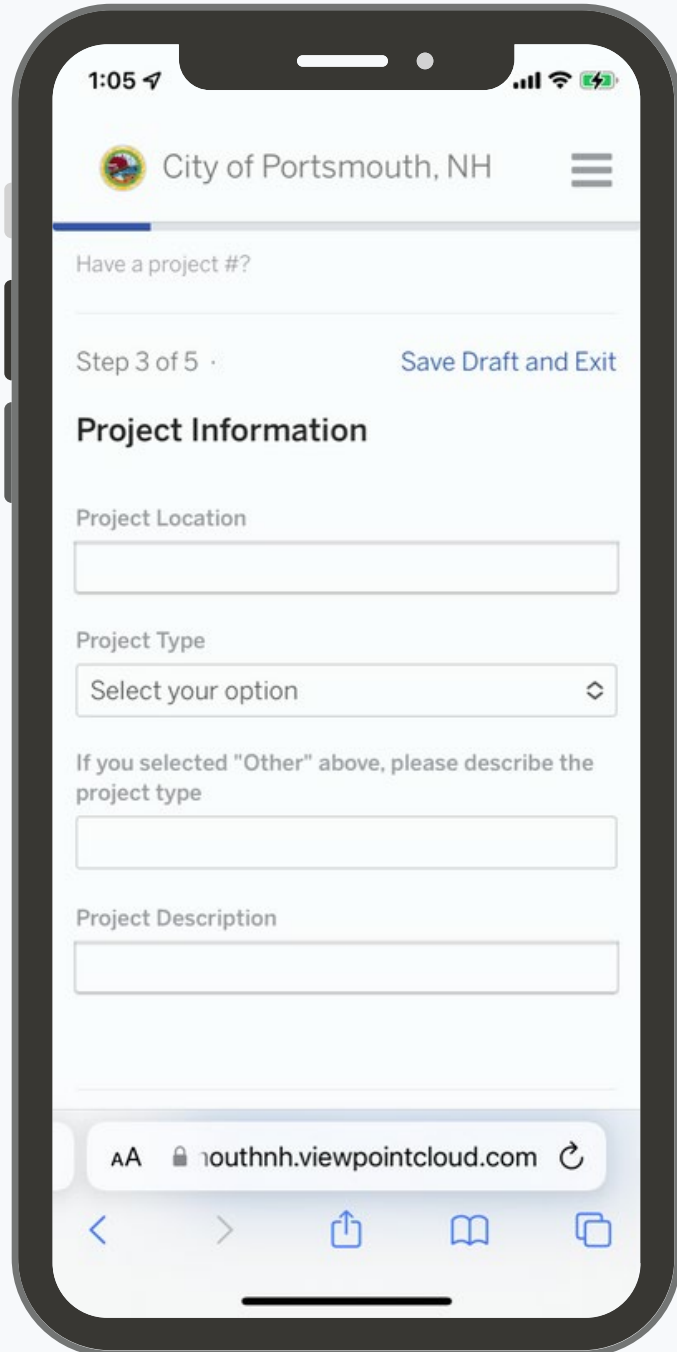 1:05
City of Portsmouth, NH
Have a project #?
Step 3 of 5 ·
Save Draft and Exit
Project Information
Project Location
Project Type
Select your option
If you selected "Other" above, please describe the
project type
Project Description
AA outhnh.viewpointcloud.com